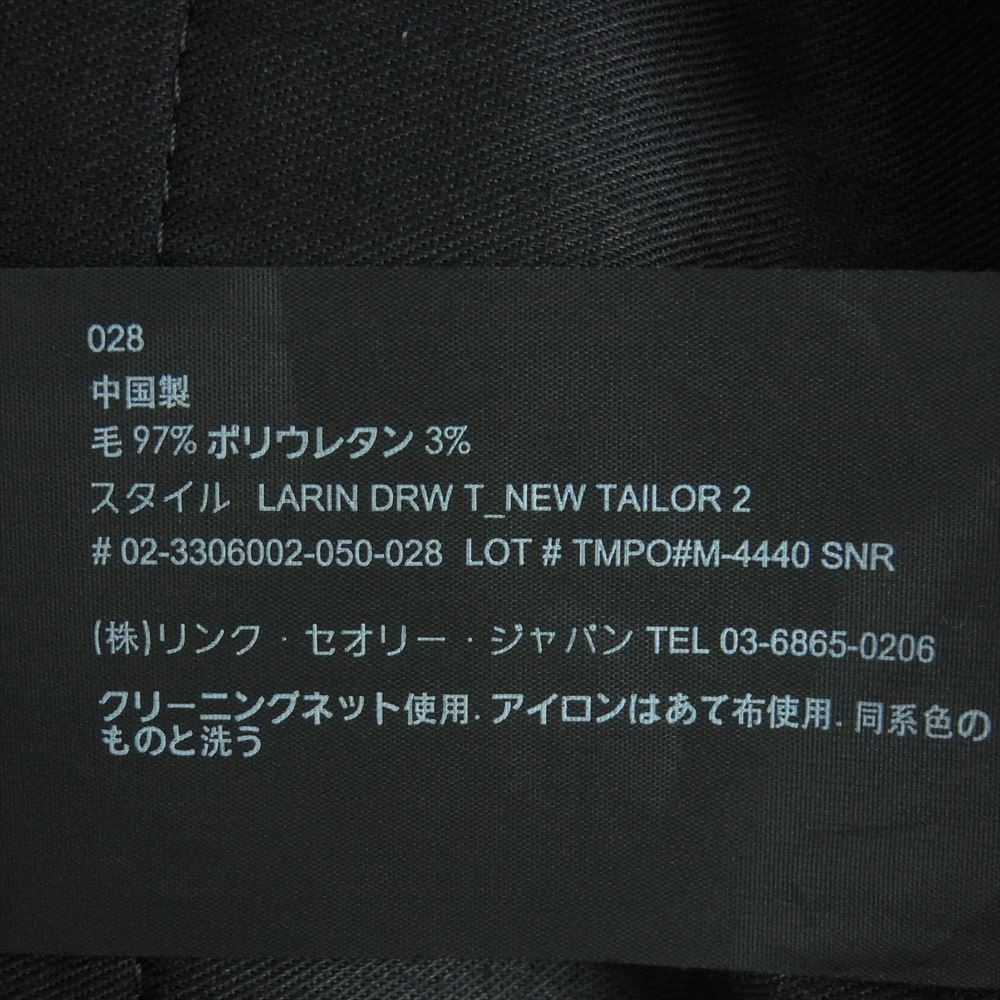 028
中国製
毛 97% ポリウレタン 3%
スタイル LARIN DRW T_NEW TAILOR 2
# 02-3306002-050-028 LOT # TMPO#M-4440 SNR
(株)リンク・セオリー・ジャパン TEL 03-6865-0206
クリーニングネット使用. アイロンはあて布使用. 同系色の
ものと洗う